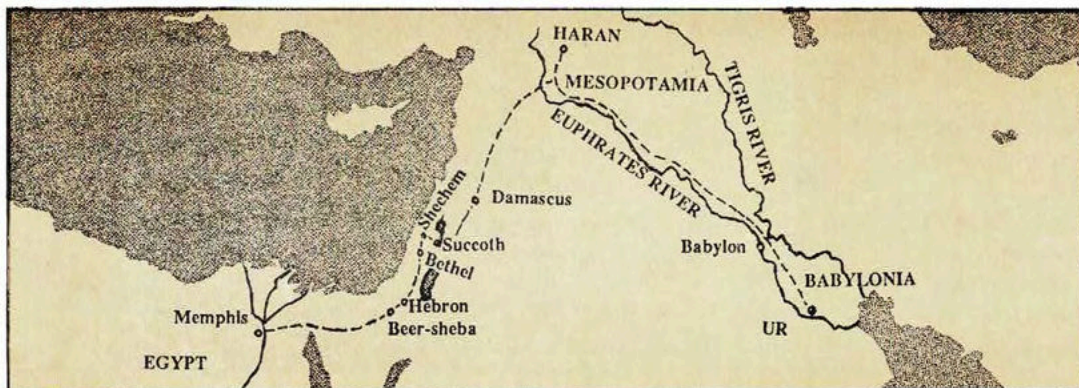 HARAN
MESOPOTAMIA
TIGRIS RIVER
EUPHRATES RIVER
Shechem
Damascus
Succoth
Bethel
Babylon
BABYLONIA
Hebron
Beer-sheba
Memphis
UR
EGYPT